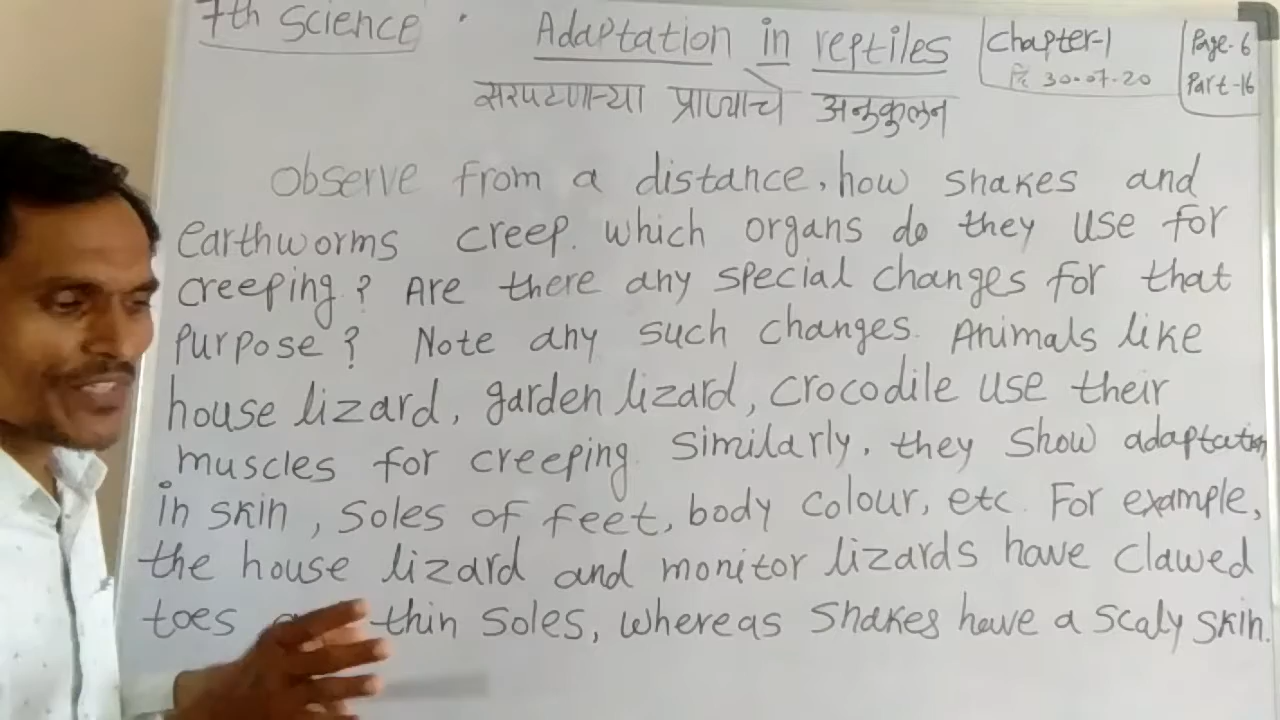 7th Science
Adaptation in reptiles
Chapter-1
दि 30.07.20
Page-6
Part-16
सरपटणाऱ्या प्राण्याचे अनुकूलन
Observe from a distance, how snakes and
earthworms creep. which organs do they use for
creeping? Are there any special changes for that
purpose? Note any such changes. Animals like
house lizard, garden lizard, crocodile use their
muscles for creeping. Similarly, they show adaptation
in skin, soles of feet, body colour, etc. For example,
the house lizard and monitor lizards have clawed
toes thin soles, whereas snakes have a scaly skin.